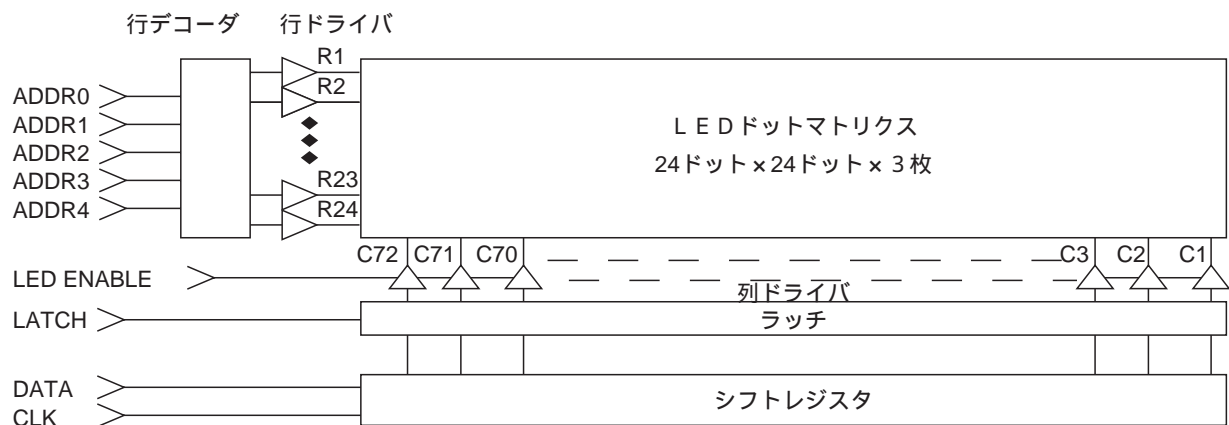 行デコーダ 行ドライバ
R1
R2
R23
R24
ADDR0
ADDR1
ADDR2
ADDR3
ADDR4
ＬＥＤドットマトリクス
24ドット×24ドット×３枚
C72 C71 C70 C3 C2 C1
LED ENABLE
列ドライバ
LATCH
ラッチ
DATA
シフトレジスタ
CLK